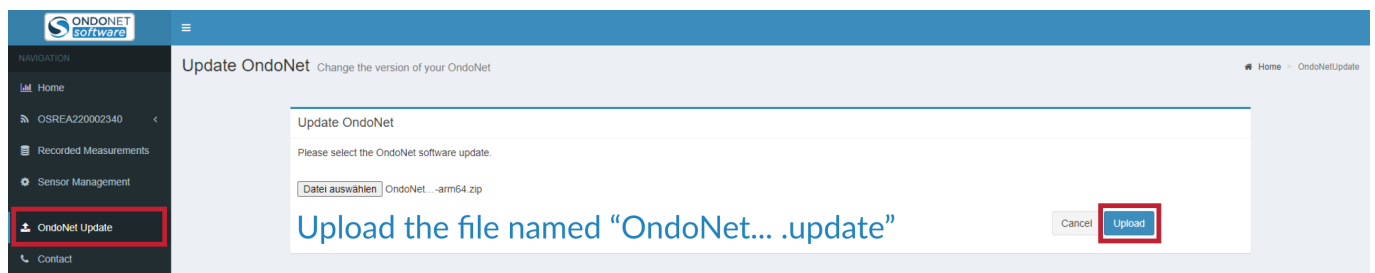 ONDONET
software
NAVIGATION
Home
OSREA220002340
Recorded Measurements
Sensor Management
OndoNet Update
Contact
Update OndoNet Change the version of your OndoNet
Home > OndoNetUpdate
Update OndoNet
Please select the OndoNet software update.
Datei auswählen OndoNet...-arm64.zip
Upload the file named “OndoNet... .update”
Cancel Upload